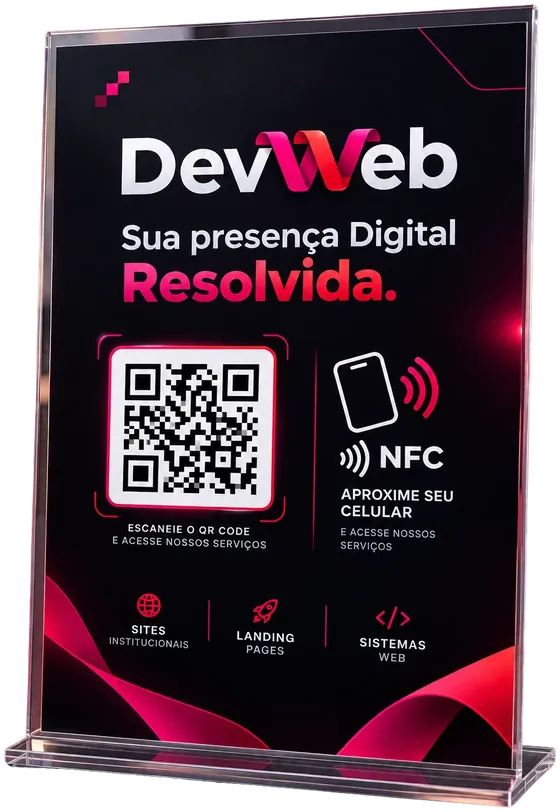 DevWeb
Sua presença Digital
Resolvida.
ESCANEIE O QR CODE
E ACESSE NOSSOS SERVIÇOS
NFC
APROXIME SEU
CELULAR
E ACESSE NOSSOS
SERVIÇOS
SITES
INSTITUCIONAIS
LANDING
PAGES
</>
SISTEMAS
WEB